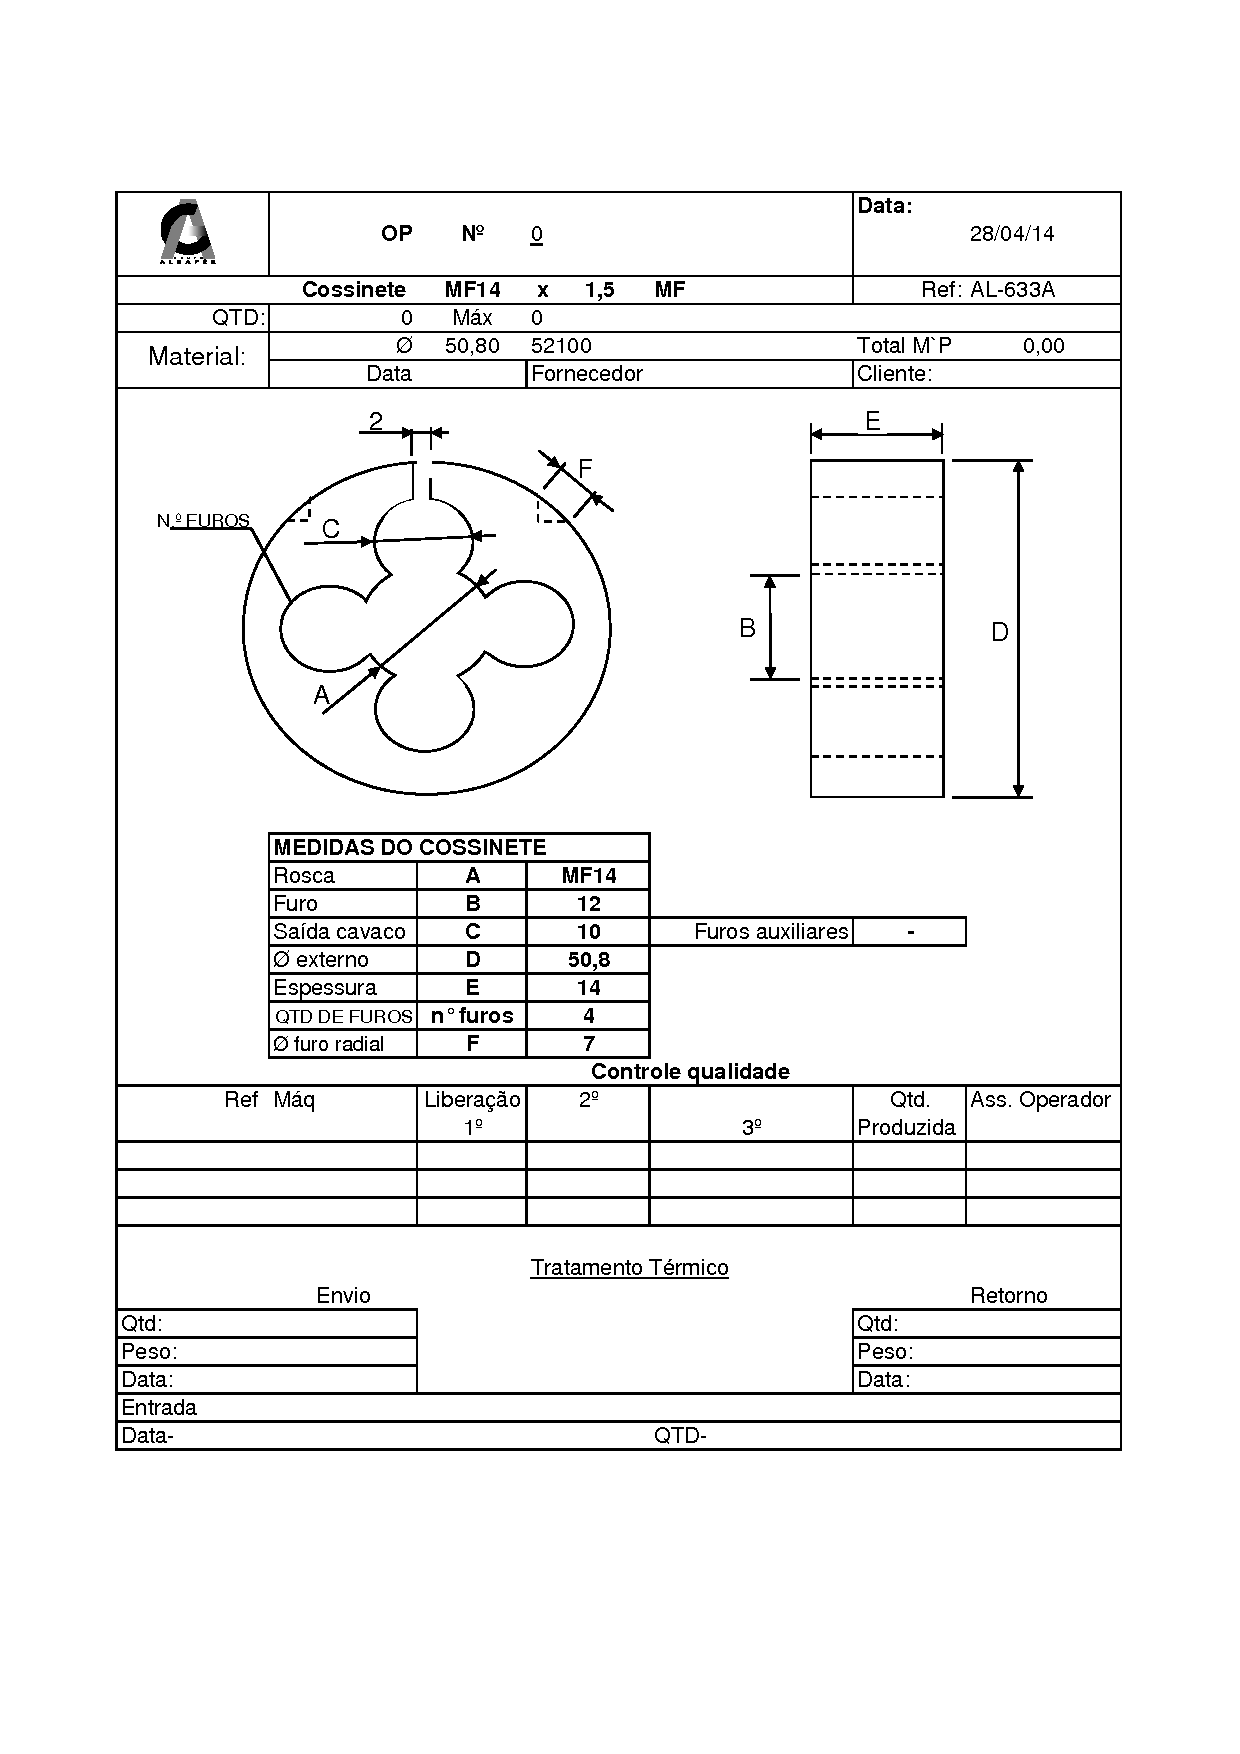 Data:
OP Nº 0 28/04/14
ALBAPER
Cossinete MF14 x 1,5 MF Ref: AL-633A
QTD: 0 Máx 0
Material: Ø 50,80 52100 Total M`P 0,00
Data Fornecedor Cliente:
2
E
F
N.º FUROS
C
B
D
A
MEDIDAS DO COSSINETE
Rosca A MF14
Furo B 12
Saída cavaco C 10 Furos auxiliares -
Ø externo D 50,8
Espessura E 14
QTD DE FUROS n° furos 4
Ø furo radial F 7
Controle qualidade
Ref Máq Liberação 2º Qtd. Ass. Operador
1º 3º Produzida
Tratamento Térmico
Envio Retorno
Qtd: Qtd:
Peso: Peso:
Data: Data:
Entrada
Data- QTD-